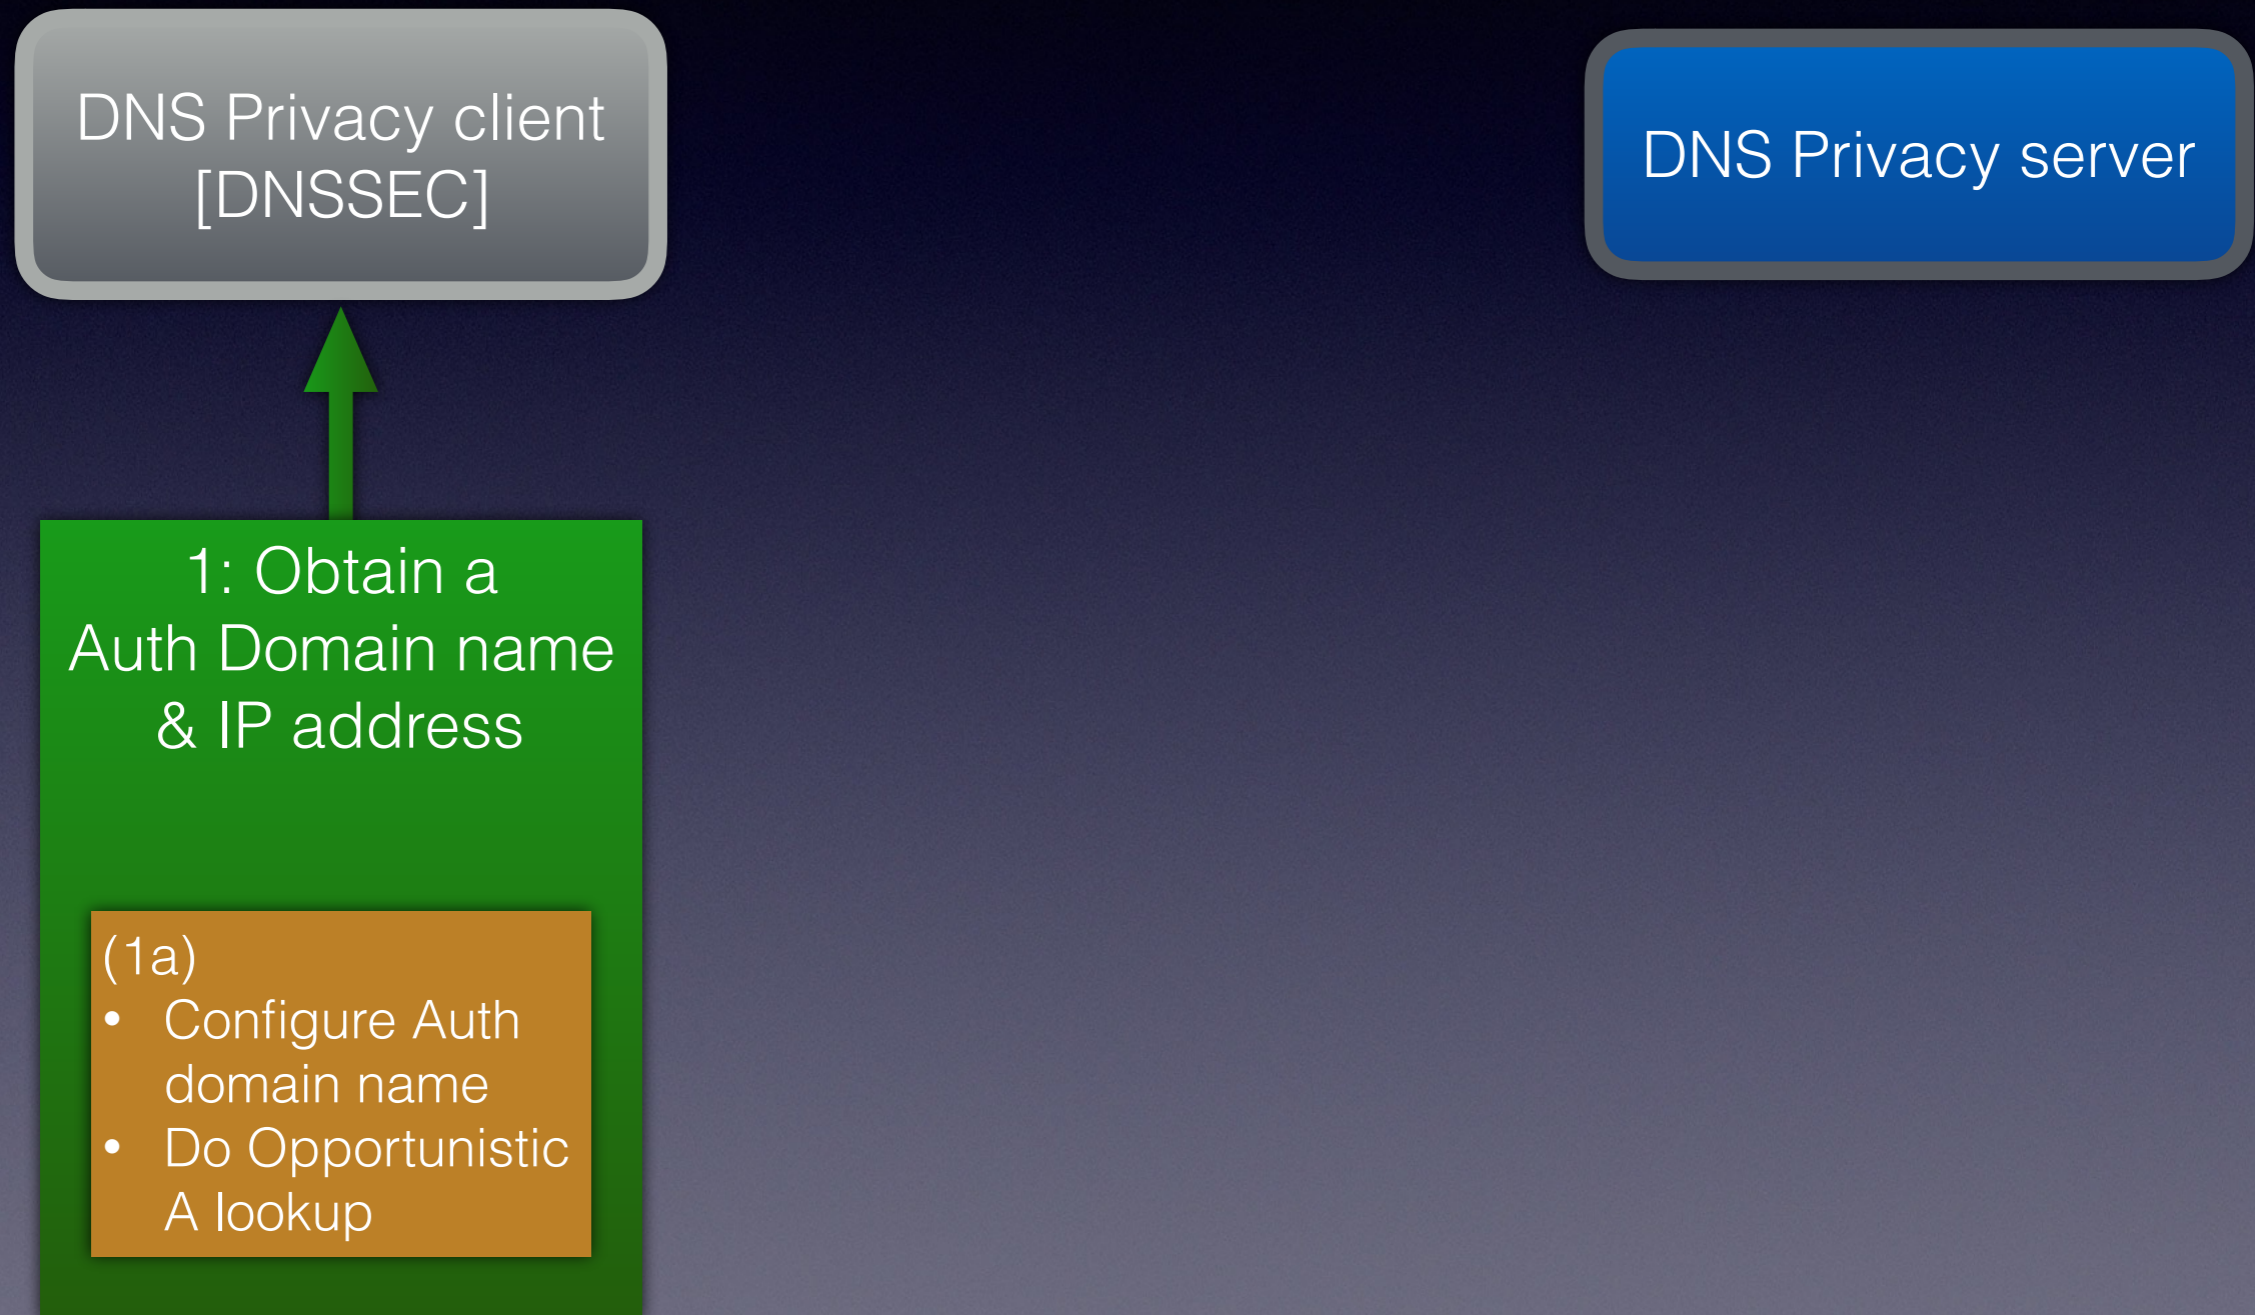 DNS Privacy client
[DNSSEC]
DNS Privacy server
1: Obtain a
Auth Domain name
& IP address
(1a)
• Configure Auth
domain name
• Do Opportunistic
A lookup